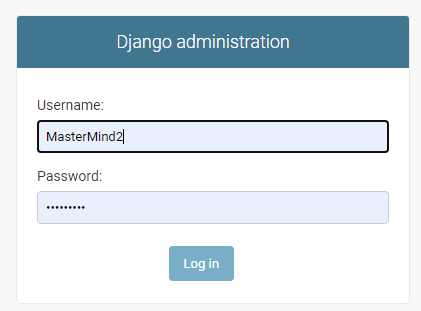 Django administration
Username:
MasterMind2
Password:
•••••••••
Log in